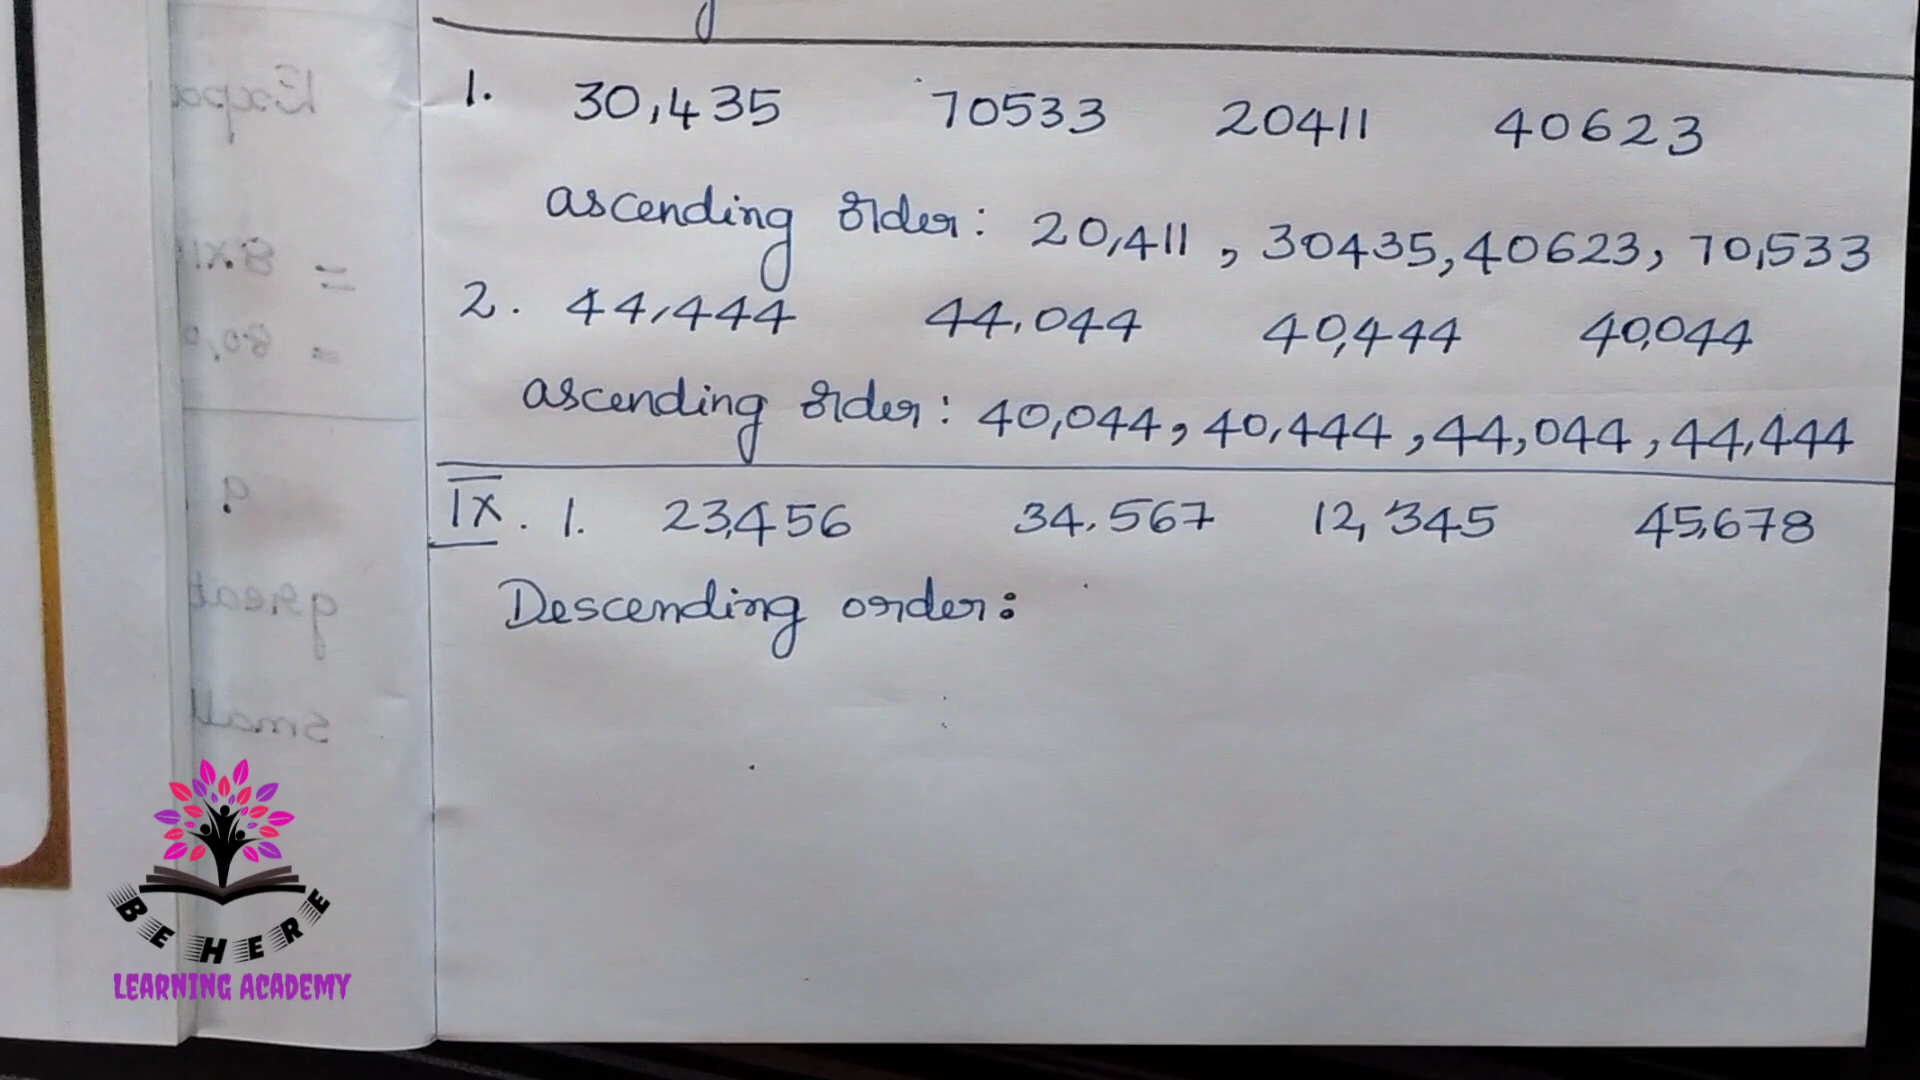 1. 30,435 70533 20411 40623
ascending order: 20,411, 30435, 40623, 70,533
2. 44,444 44,044 40,444 40,044
ascending order: 40,044, 40,444, 44,044, 44,444
IX. 1. 23,456 34,567 12,345 45,678
Descending order:
BE HERE
LEARNING ACADEMY